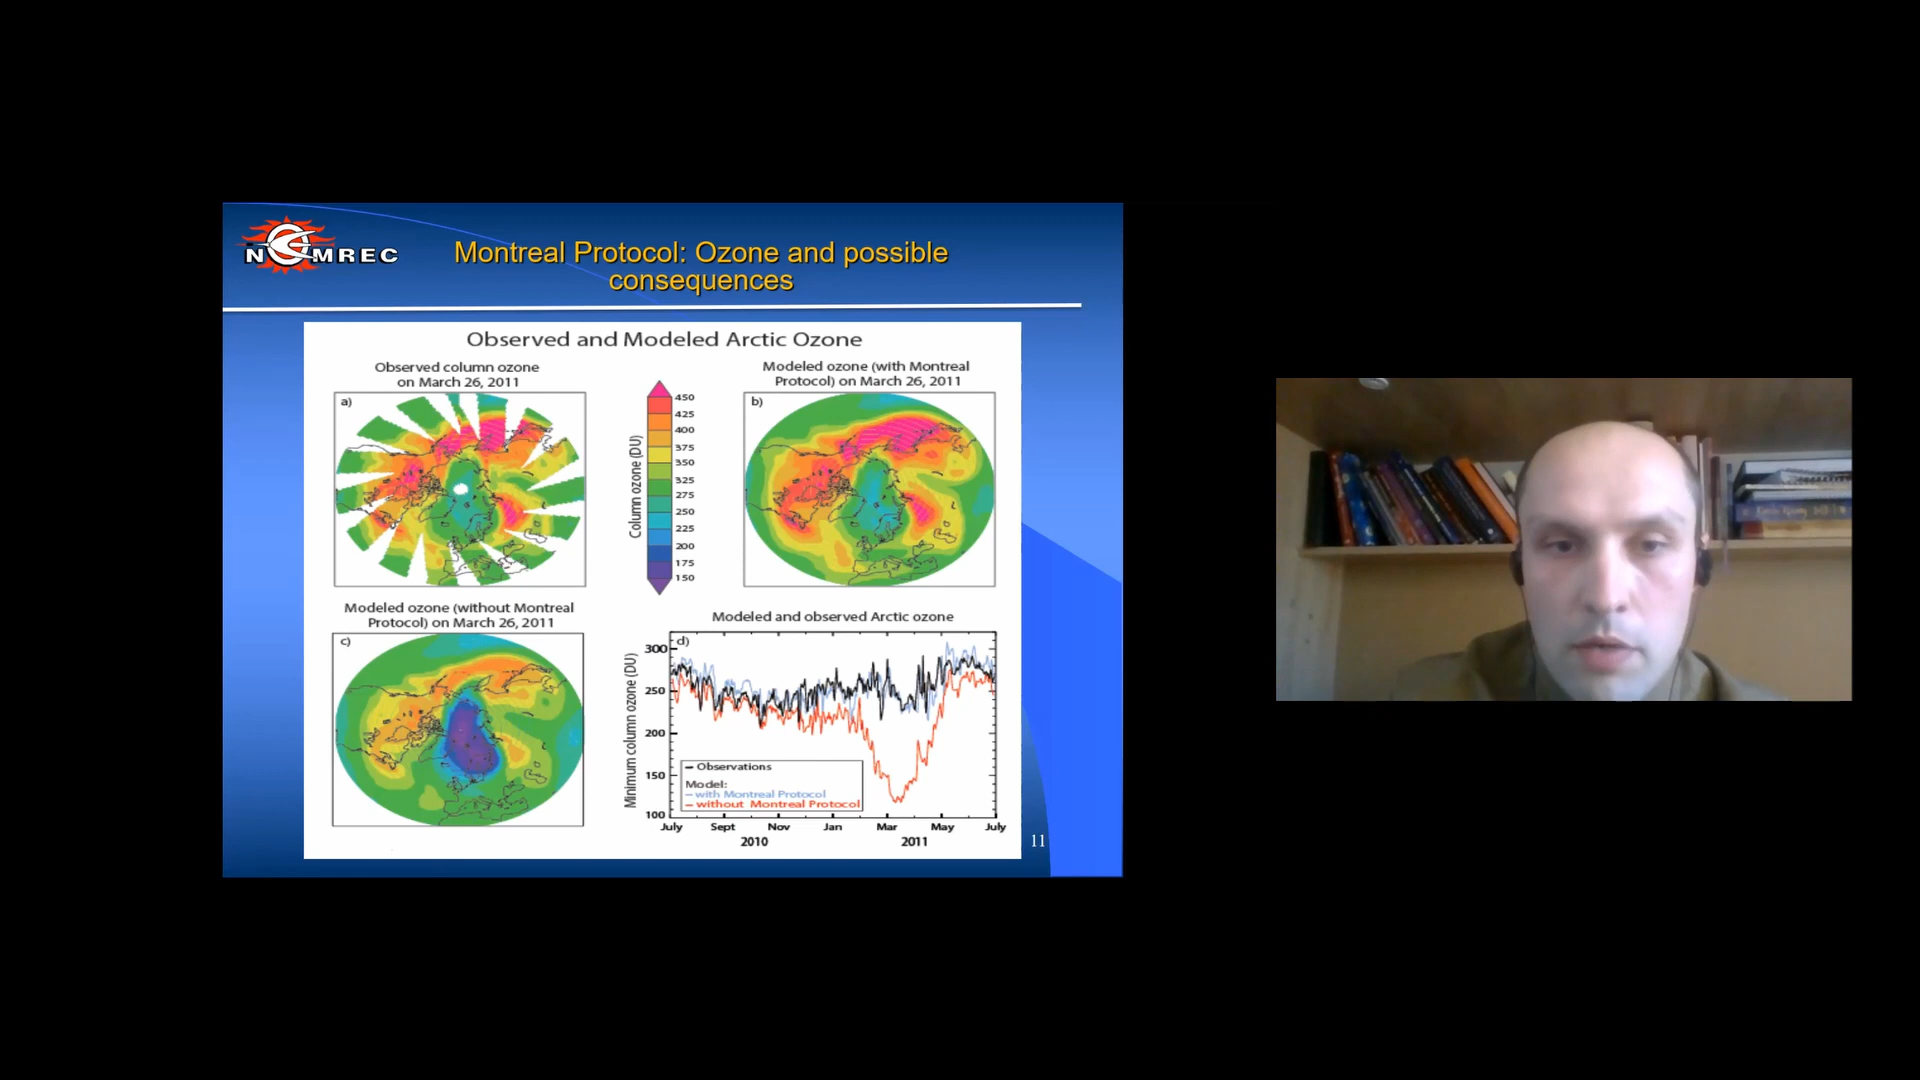 NOMREC
Montreal Protocol: Ozone and possible
consequences
Observed and Modeled Arctic Ozone
Observed column ozone
on March 26, 2011
a)
Column ozone (DU)
450
425
400
375
350
325
275
250
225
200
175
150
Modeled ozone (with Montreal
Protocol) on March 26, 2011
b)
Modeled ozone (without Montreal
Protocol) on March 26, 2011
c)
Modeled and observed Arctic ozone
d)
Minimum column ozone (DU)
300
250
200
150
100
Observations
Model:
with Montreal Protocol
without Montreal Protocol
July Sept Nov Jan Mar May July
2010 2011
11